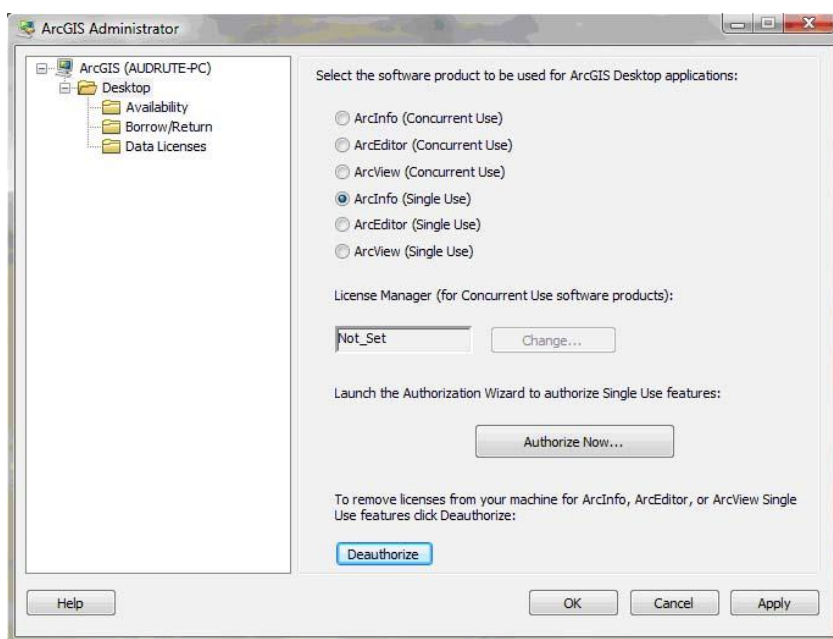 ArcGIS Administrator
ArcGIS (AUDRUTE-PC)
Desktop
Availability
Borrow/Return
Data Licenses
Select the software product to be used for ArcGIS Desktop applications:
ArcInfo (Concurrent Use)
ArcEditor (Concurrent Use)
ArcView (Concurrent Use)
ArcInfo (Single Use)
ArcEditor (Single Use)
ArcView (Single Use)
License Manager (for Concurrent Use software products):
Not_Set
Change...
Launch the Authorization Wizard to authorize Single Use features:
Authorize Now...
To remove licenses from your machine for ArcInfo, ArcEditor, or ArcView Single
Use features click Deauthorize:
Deauthorize
Help
OK
Cancel
Apply